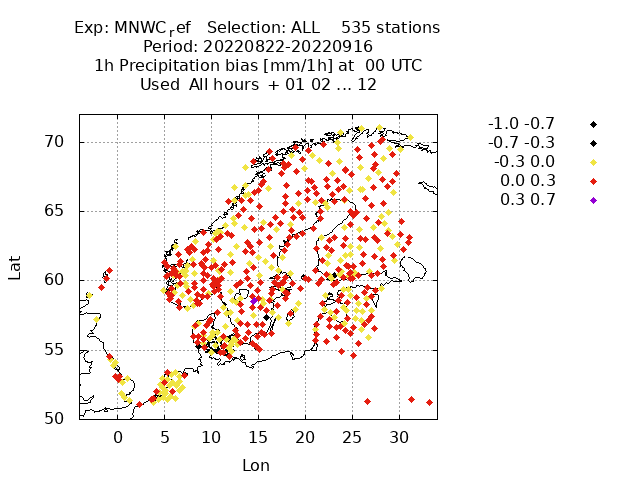 Exp: MNWC_ref   Selection: ALL    535 stations
Period: 20220822-20220916
1h Precipitation bias [mm/1h] at  00 UTC
Used  All hours  + 01 02 ... 12
-1.0 -0.7
-0.7 -0.3
-0.3 0.0
0.0 0.3
0.3 0.7
70
65
60
55
50
Lat
0 5 10 15 20 25 30
Lon